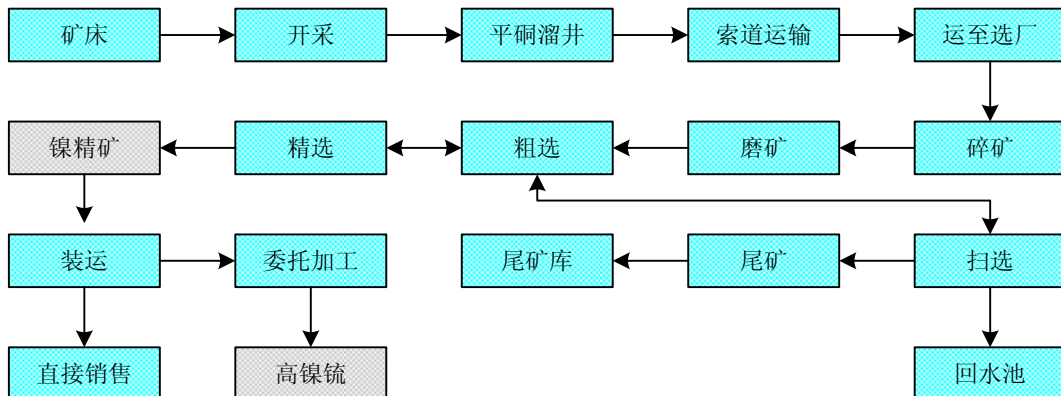 矿床
开采
平硐溜井
索道运输
运至选厂
镍精矿
精选
粗选
磨矿
碎矿
装运
委托加工
尾矿库
尾矿
扫选
直接销售
高镍锍
回水池